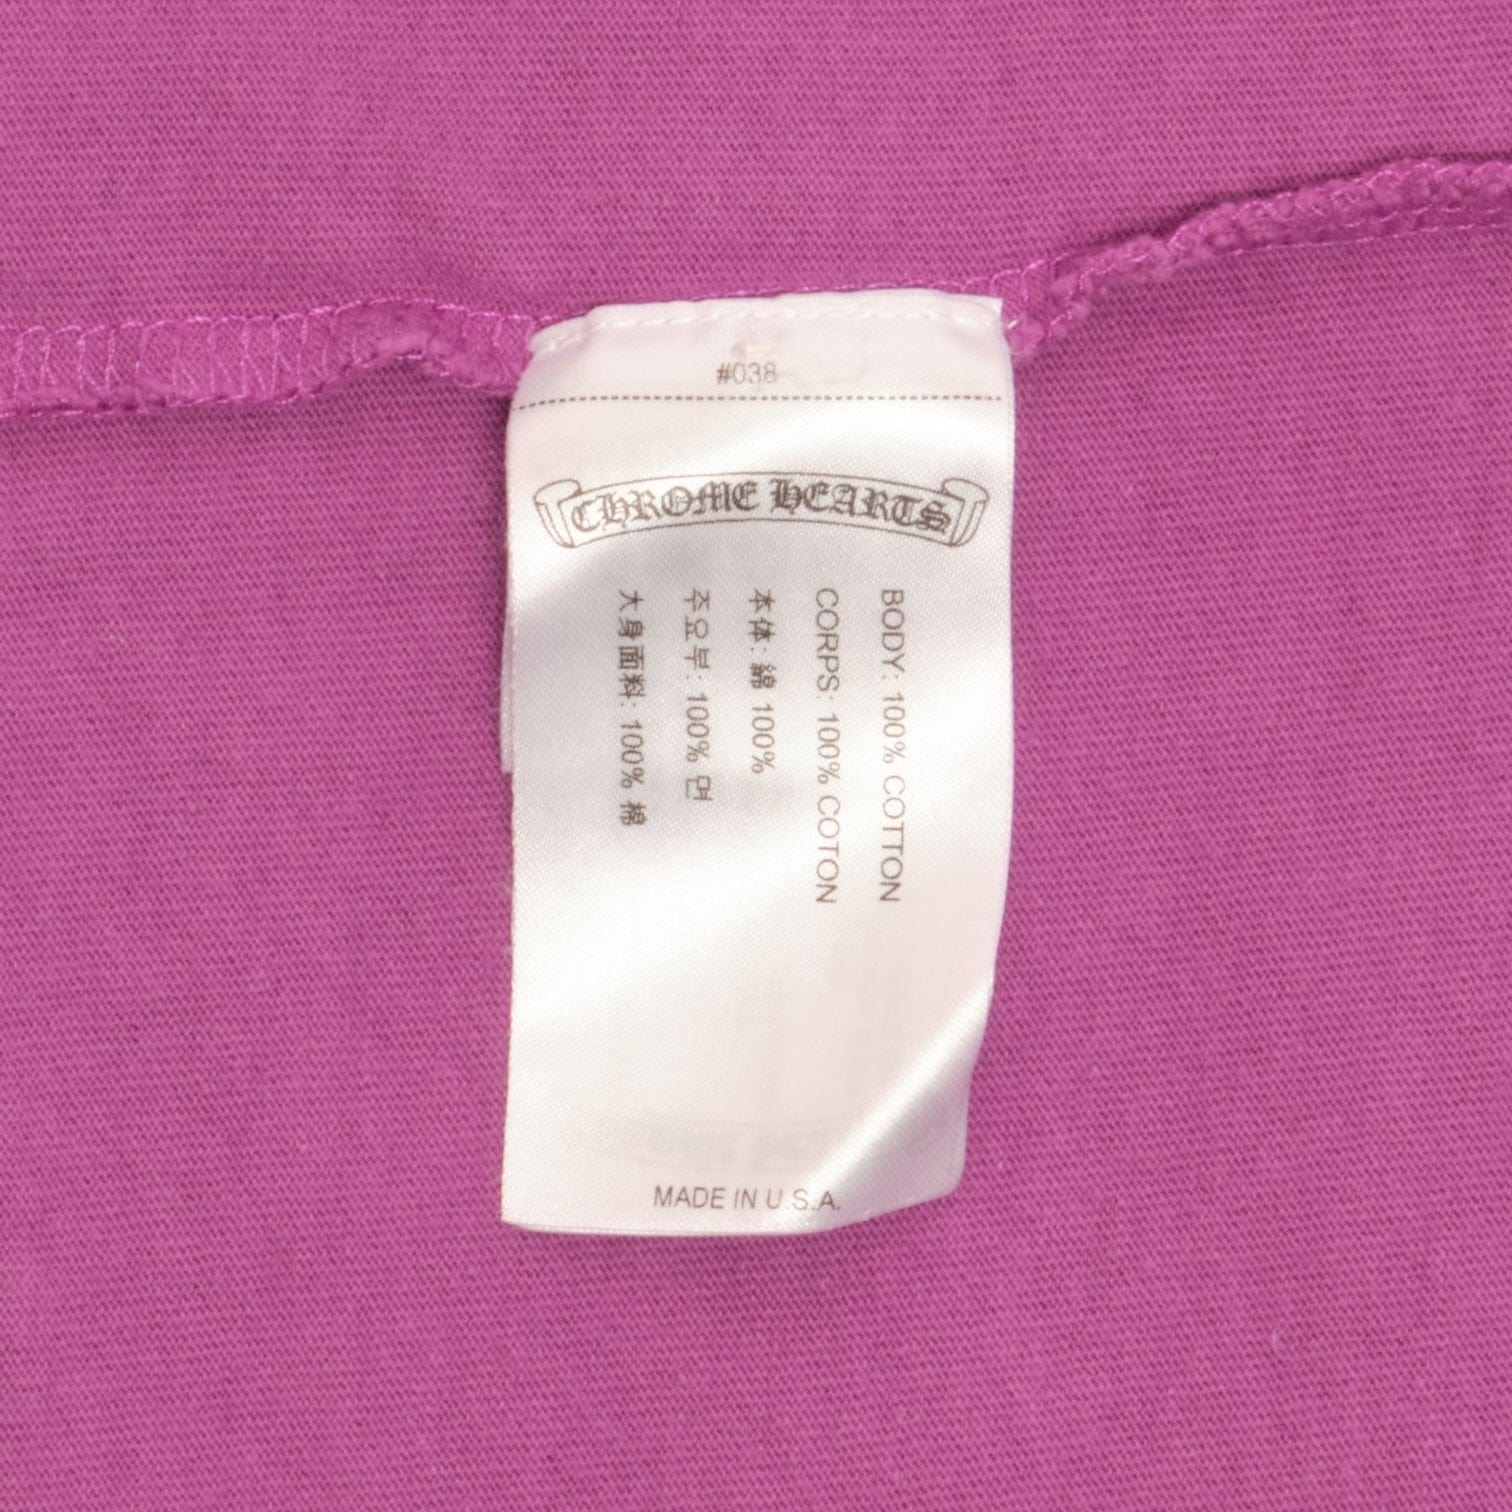 #038
CHROME HEARTS
BODY: 100% COTTON
CORPS: 100% COTON
本体: 綿 100%
주요부: 100% 면
大身面料: 100% 棉
MADE IN U.S.A.